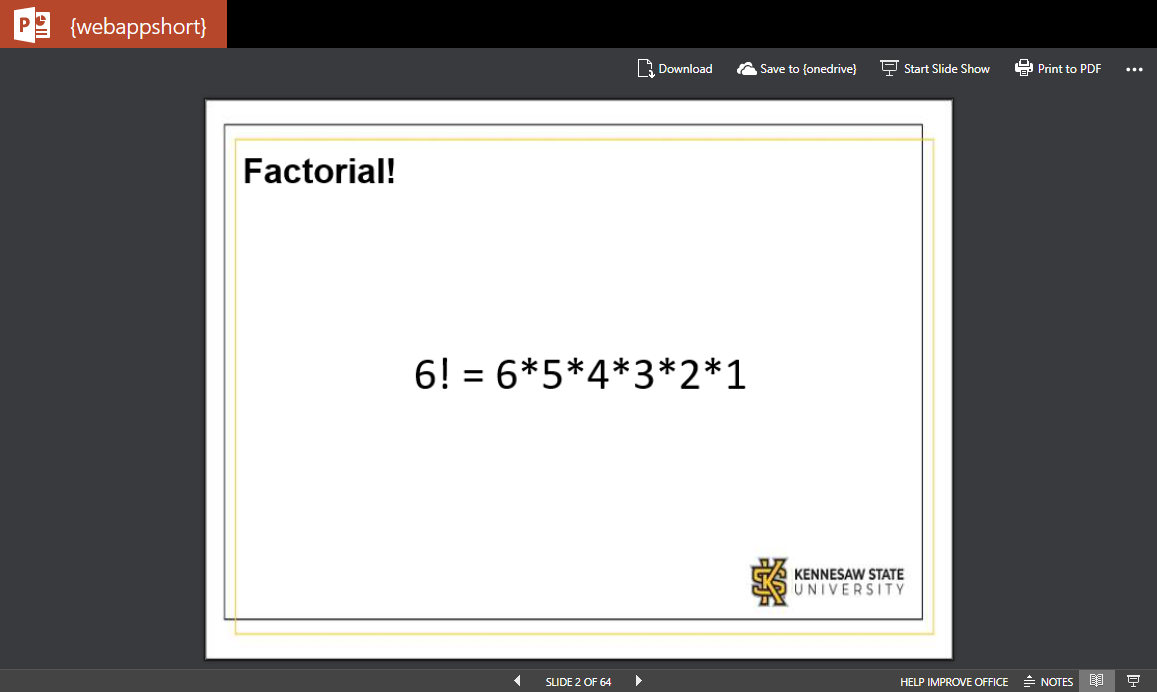 {webappshort}
Download
Save to {onedrive}
Start Slide Show
Print to PDF
Factorial!
6! = 6*5*4*3*2*1
KENNESAW STATE
UNIVERSITY
SLIDE 2 OF 64
HELP IMPROVE OFFICE
NOTES